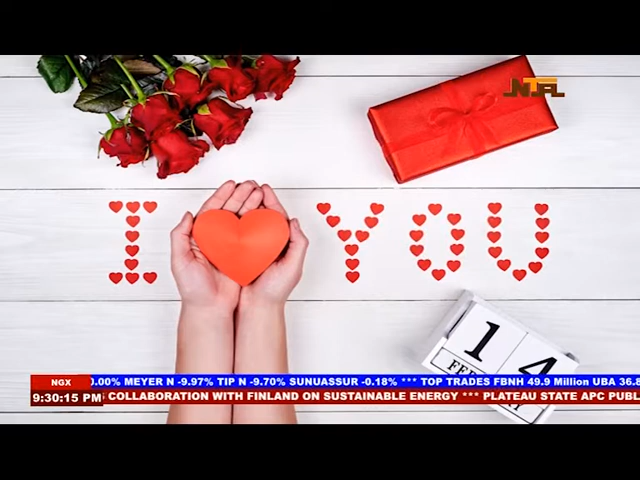 NTA
I YOU
14
FEBRUARY
NGX
0.00% MEYER N -9.97% TIP N -9.70% SUNUASSUR -0.18% *** TOP TRADES FBNH 49.9 Million UBA 36.8
9:30:15 PM
S COLLABORATION WITH FINLAND ON SUSTAINABLE ENERGY *** PLATEAU STATE APC PUBL